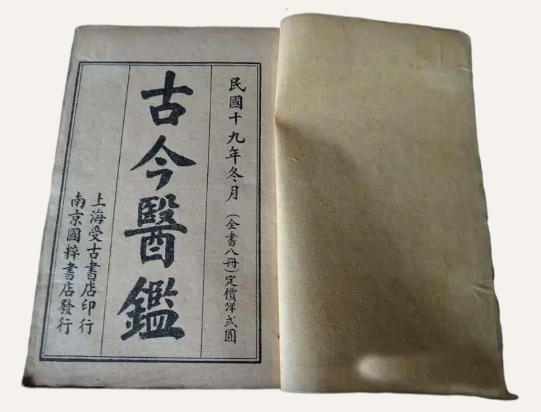 民國十九年冬月(全書八冊)定價洋弍圓
古今醫鑑
上海受古書店印行
南京國粹書店發行